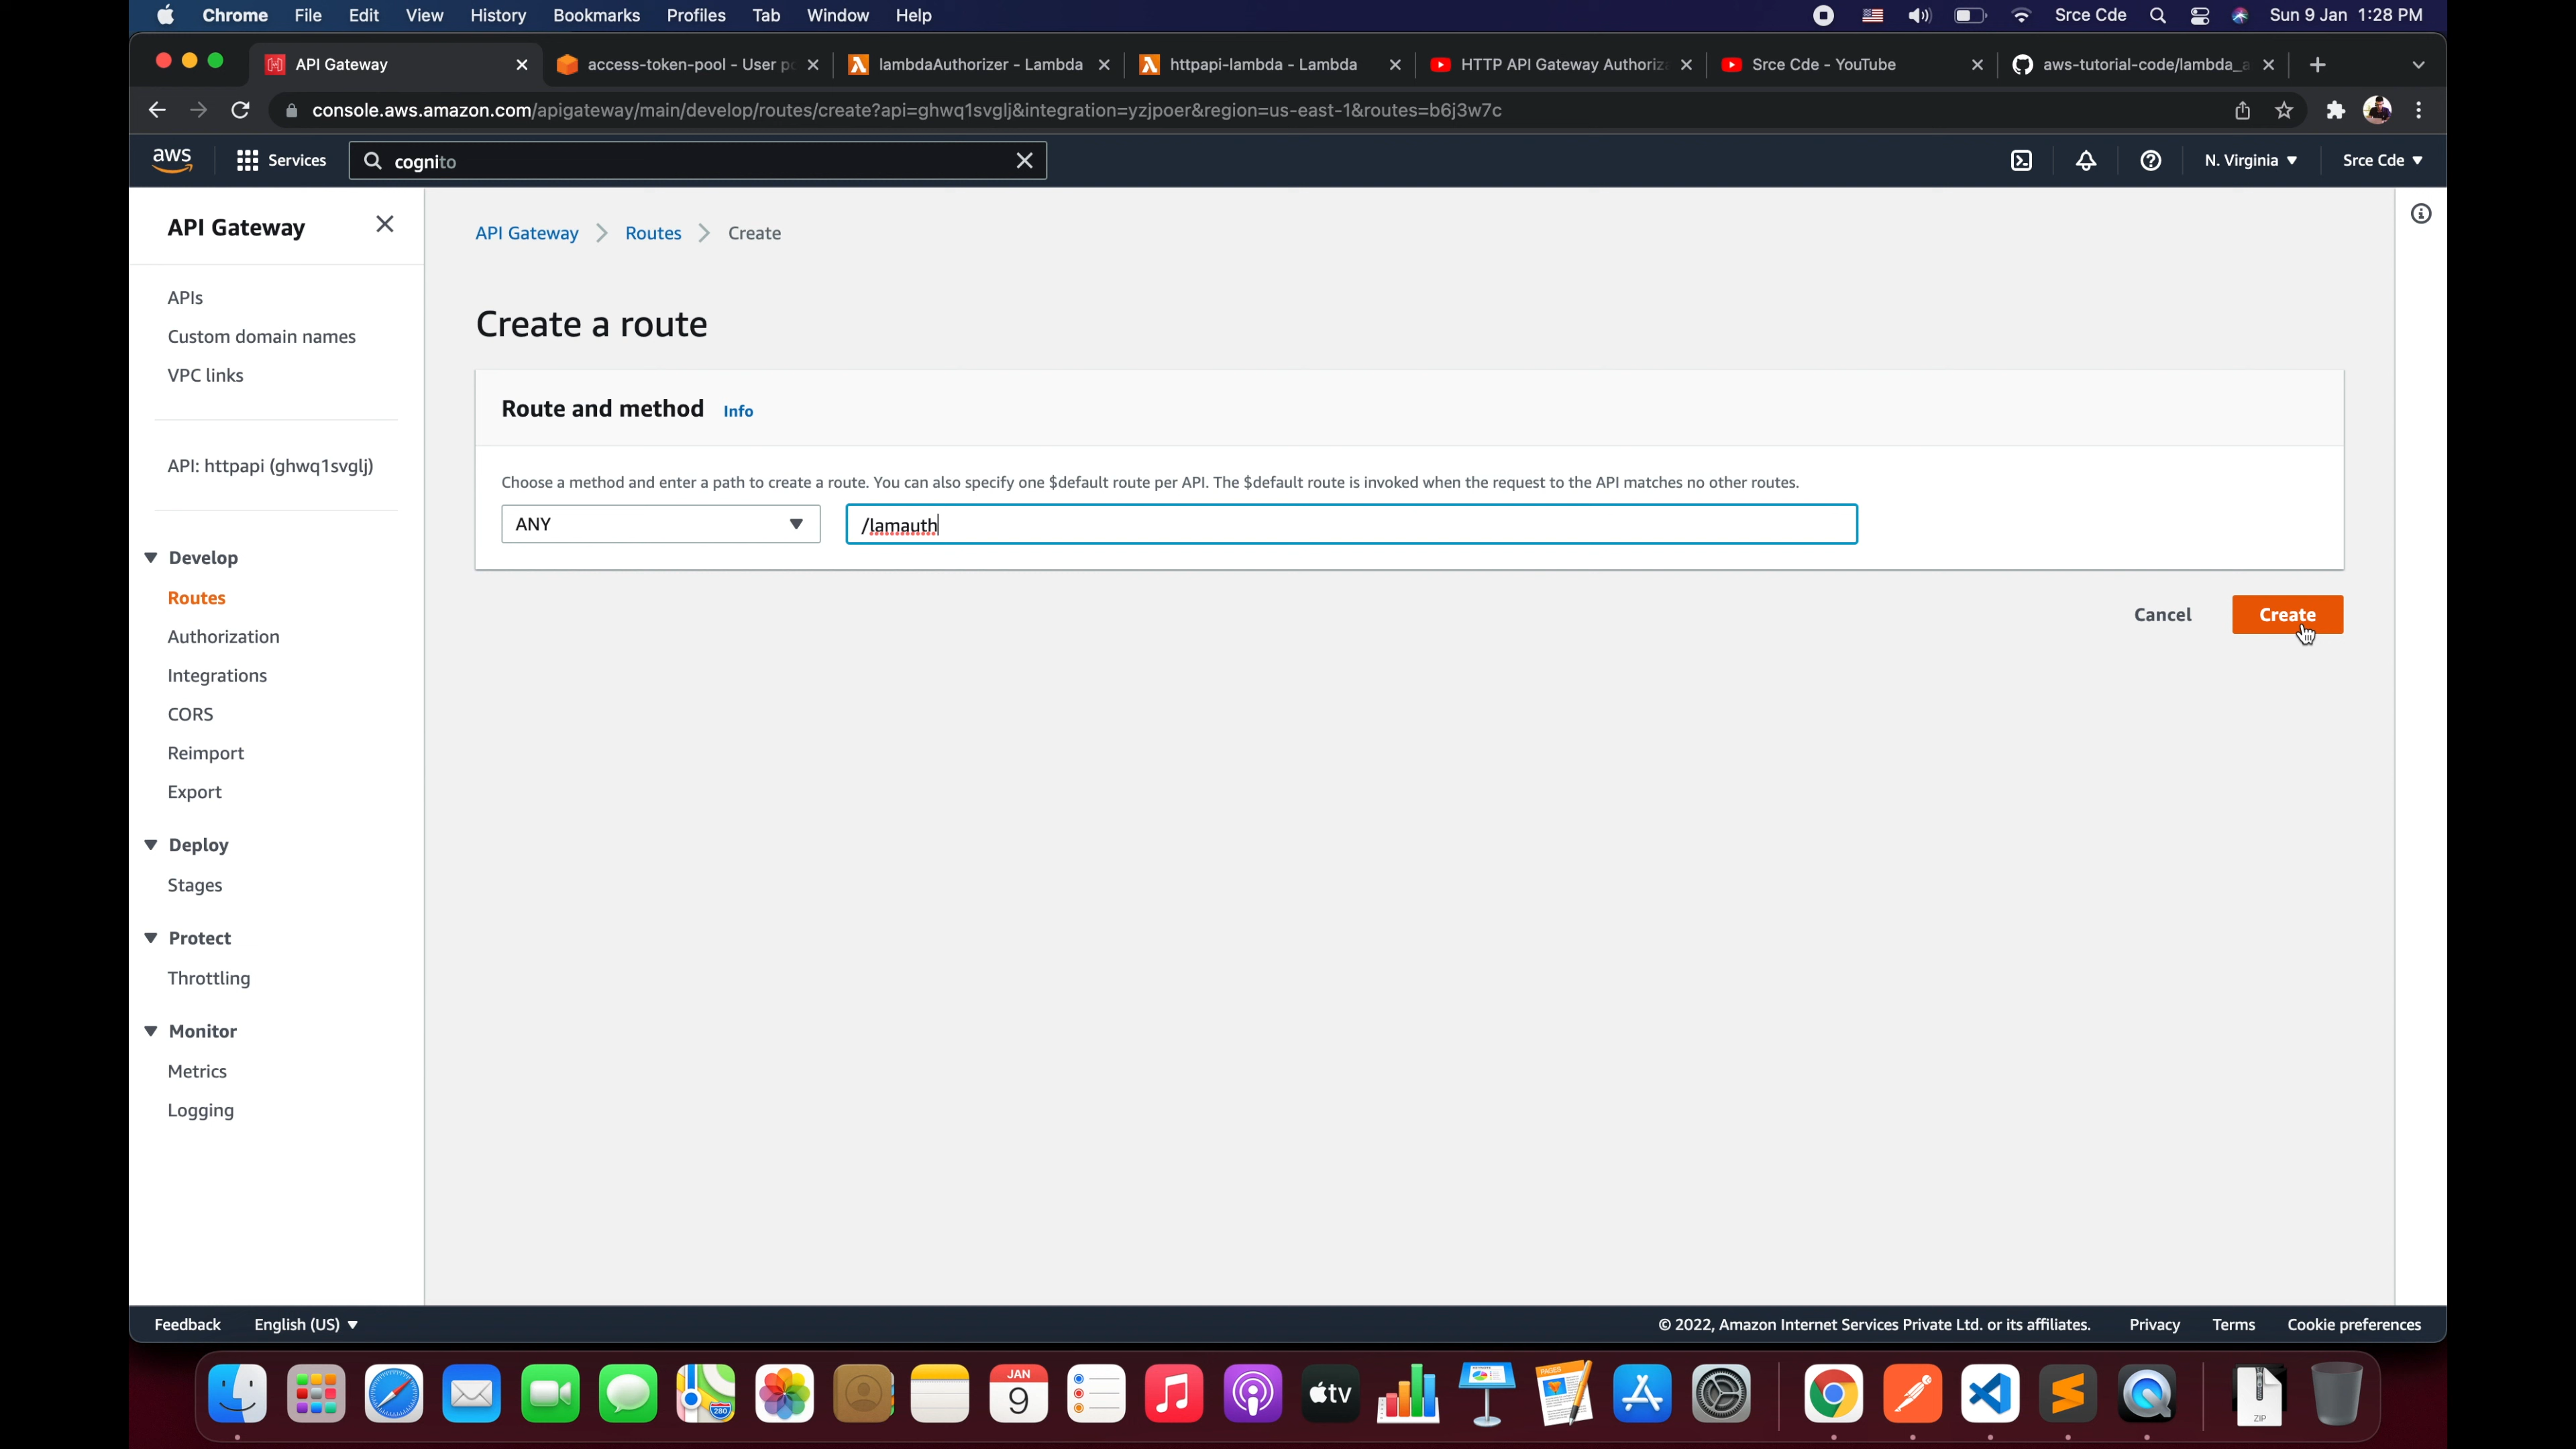 Chrome File Edit View History Bookmarks Profiles Tab Window Help Srce Cde Sun 9 Jan 1:28 PM
API Gateway access-token-pool - User po lambdaAuthorizer - Lambda httpapi-lambda - Lambda HTTP API Gateway Authoriz Srce Cde - YouTube aws-tutorial-code/lambda_a
console.aws.amazon.com/apigateway/main/develop/routes/create?api=ghwq1svglj&integration=yzjpoer&region=us-east-1&routes=b6j3w7c
aws Services cognito N. Virginia Srce Cde
API Gateway
APIs
Custom domain names
VPC links
API: httpapi (ghwq1svglj)
Develop
Routes
Authorization
Integrations
CORS
Reimport
Export
Deploy
Stages
Protect
Throttling
Monitor
Metrics
Logging
API Gateway Routes Create
Create a route
Route and method Info
Choose a method and enter a path to create a route. You can also specify one $default route per API. The $default route is invoked when the request to the API matches no other routes.
ANY /lamauth
Cancel Create
Feedback English (US) © 2022, Amazon Internet Services Private Ltd. or its affiliates. Privacy Terms Cookie preferences
JAN
9
tv
280
ZIP